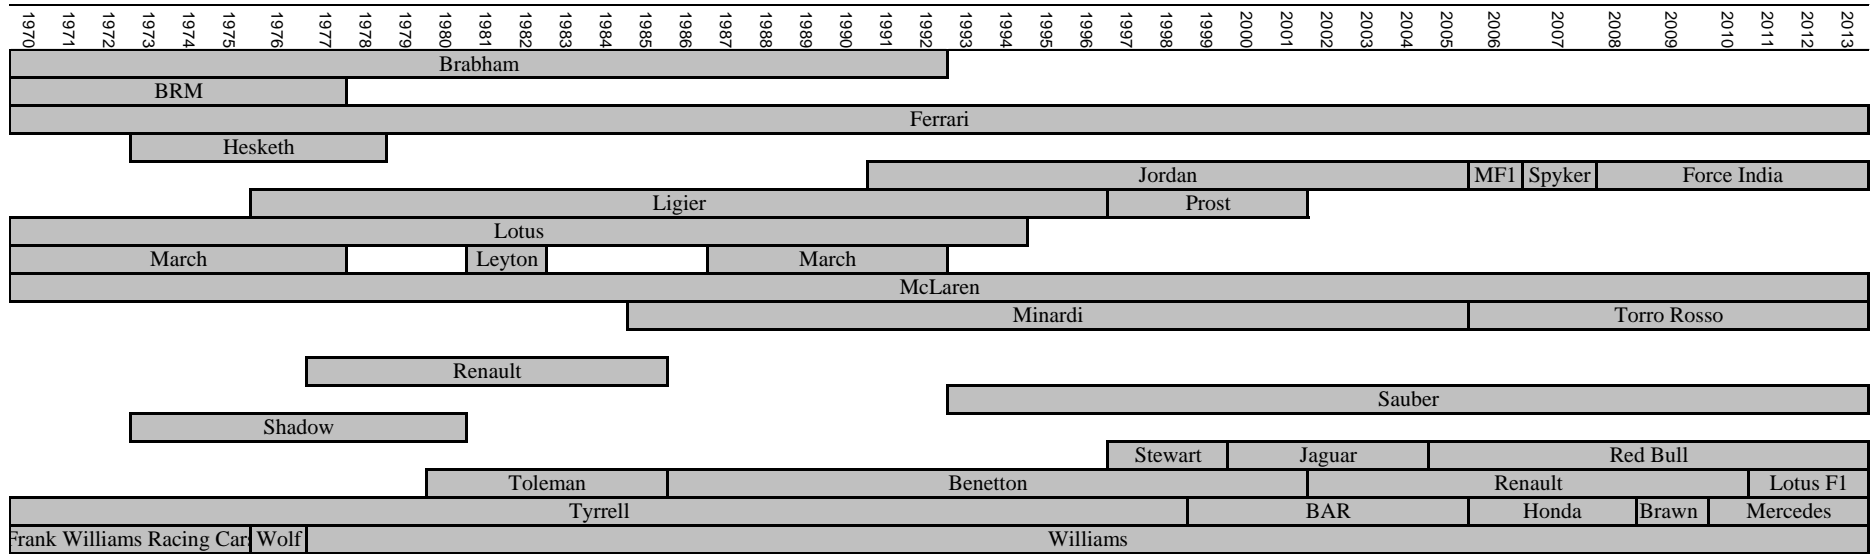 1970 1971 1972 1973 1974 1975 1976 1977 1978 1979 1980 1981 1982 1983 1984 1985 1986 1987 1988 1989 1990 1991 1992 1993 1994 1995 1996 1997 1998 1999 2000 2001 2002 2003 2004 2005 2006 2007 2008 2009 2010 2011 2012 2013
Brabham
BRM
Ferrari
Hesketh
Jordan MF1 Spyker Force India
Ligier Prost
Lotus
March Leyton March
McLaren
Minardi Torro Rosso
Renault
Sauber
Shadow
Stewart Jaguar Red Bull
Toleman Benetton Renault Lotus F1
Tyrrell BAR Honda Brawn Mercedes
Frank Williams Racing Cars Wolf Williams